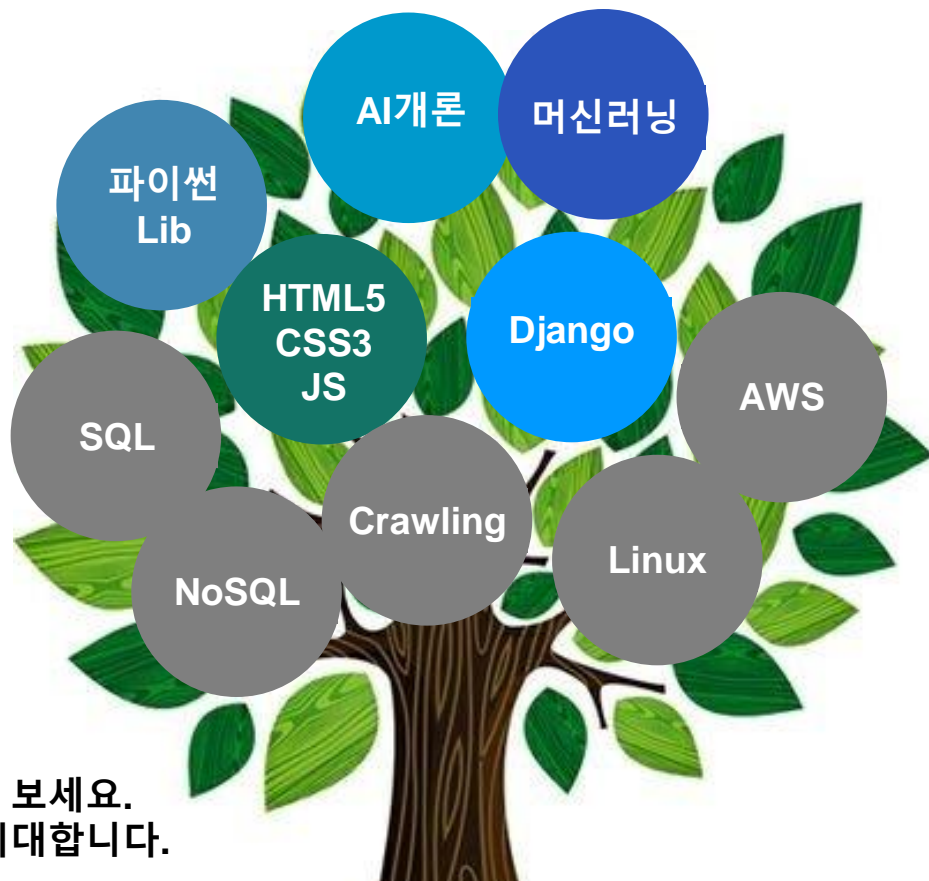 AI개론
머신러닝
파이썬
Lib
HTML5
CSS3
JS
Django
AWS
SQL
Crawling
Linux
NoSQL
보세요.
대합니다.